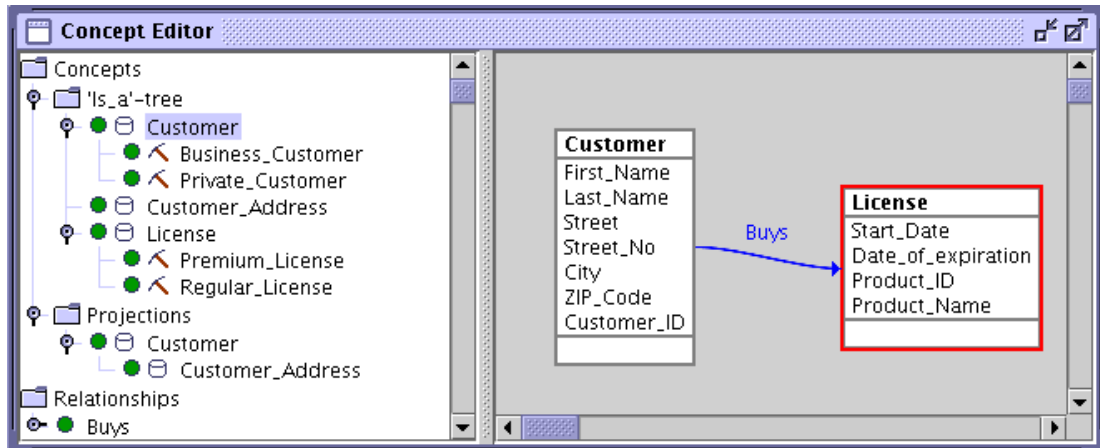 Concept Editor
Concepts
'Is_a'-tree
Customer
Business_Customer
Private_Customer
Customer_Address
License
Premium_License
Regular_License
Projections
Customer
Customer_Address
Relationships
Buys
Customer
First_Name
Last_Name
Street
Street_No
City
ZIP_Code
Customer_ID
Buys
License
Start_Date
Date_of_expiration
Product_ID
Product_Name